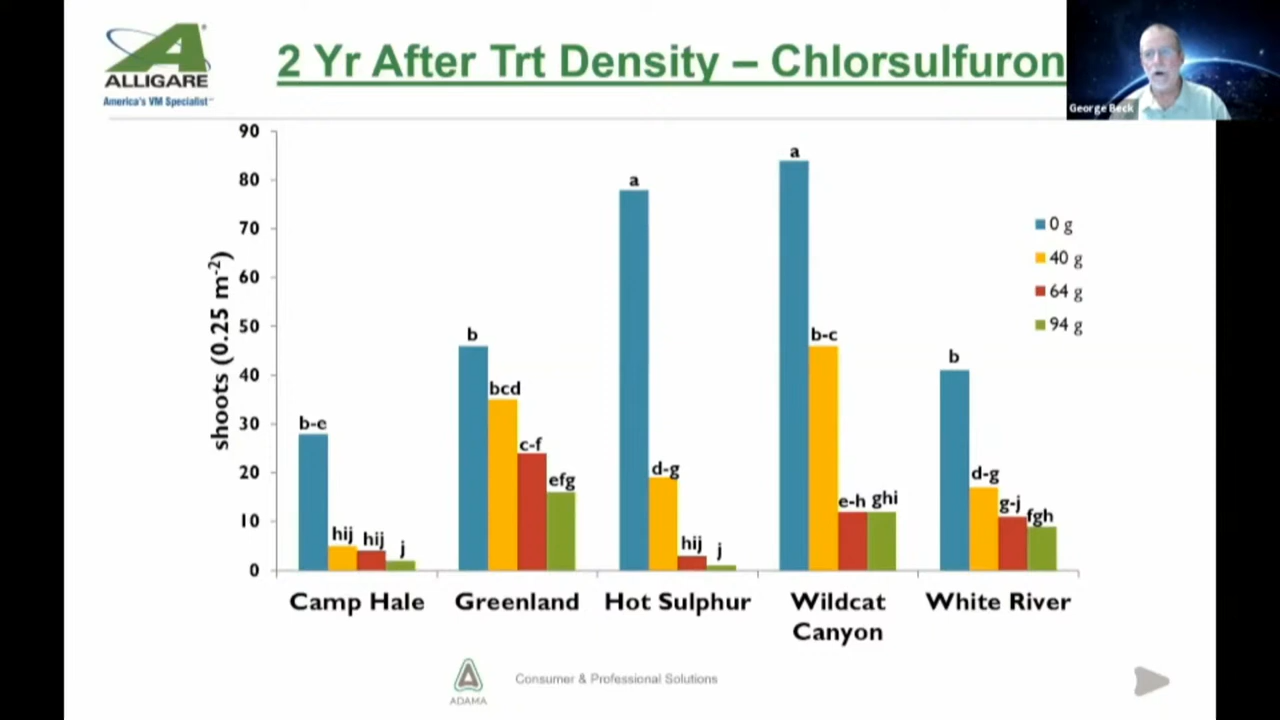 ALLIGARE
America's VM Specialist
2 Yr After Trt Density – Chlorsulfuron
George Beck
shoots (0.25 m-2)
90
80
70
60
50
40
30
20
10
0
b-e
hij
hij
j
b
bcd
c-f
efg
a
d-g
hij
j
a
b-c
e-h
ghi
b
d-g
g-j
fgh
0 g
40 g
64 g
94 g
Camp Hale
Greenland
Hot Sulphur
Wildcat
Canyon
White River
ADAMA
Consumer & Professional Solutions